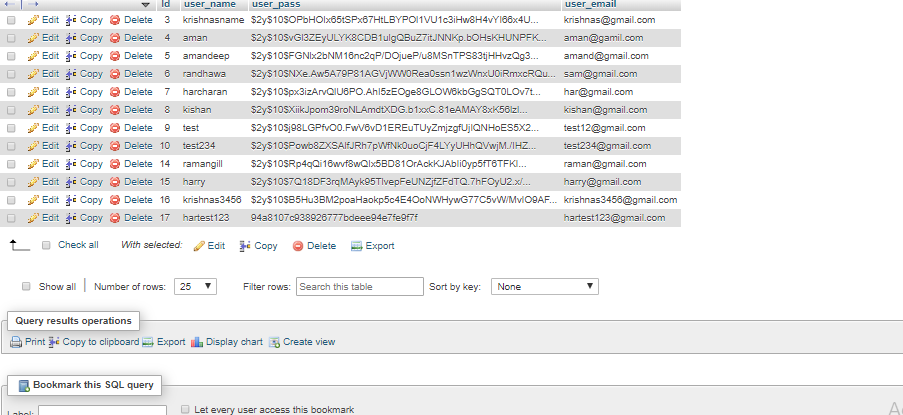 Id user_name user_pass user_email
Edit Copy Delete 3 krishnasname $2y$10$OPbHOIx65tSPx67HtLBYPOI1VU1c3iHw8H4vYI66x4U... krishnas@gmail.com
Edit Copy Delete 4 aman $2y$10$vGI3ZEyULYK8CDB1uIgQBuZ7itJNNKp.bOHsKHUNPFK... aman@gamil.com
Edit Copy Delete 5 amandeep $2y$10$FGNlx2bNM16nc2qP/DOjueP/u8MSnTPS83tjHHvzQg3... amand@gmail.com
Edit Copy Delete 6 randhawa $2y$10$NXe.Aw5A79P81AGVjWW0Rea0ssn1wzWnxU0iRmxcRQu... sam@gmail.com
Edit Copy Delete 7 harcharan $2y$10$px3izArvQIU6PO.AhI5zEOge8GLOW6kbGgSQT0LOv7t... har@gmail.com
Edit Copy Delete 8 kishan $2y$10$XiikJpom39roNLAmdtXDG.b1xxC.81eAMAY8xK56Izl... kishan@gmail.com
Edit Copy Delete 9 test $2y$10$j98LGPfvO0.FwV6vD1EREuTUyZmjzgfUjIQNHoES5X2... test12@gmail.com
Edit Copy Delete 10 test234 $2y$10$Powb8ZXSAIfJRh7pWfNk0uoCjF4LYyUHhQVwjM./IHZ... test234@gmail.com
Edit Copy Delete 14 ramangill $2y$10$Rp4qQi16wvf8wQIx5BD81OrAckKJAbIi0yp5fT6TFKl... raman@gmail.com
Edit Copy Delete 15 harry $2y$10$7Q18DF3rqMAyk95TIvepFeUNZjfZFdTQ.7hFOyU2.x/... harry@gmail.com
Edit Copy Delete 16 krishnas3456 $2y$10$B5Hu3BM2poaHaokp5c4E4OoNWHywG77C5vW/MvIO9AF... krishnas3456@gmail.com
Edit Copy Delete 17 hartest123 94a8107c938926777bdeee94e7fe9f7f hartest123@gmail.com
Check all With selected: Edit Copy Delete Export
Show all Number of rows: 25 Filter rows: Search this table Sort by key: None
Query results operations
Print Copy to clipboard Export Display chart Create view
Bookmark this SQL query
Label: Let every user access this bookmark